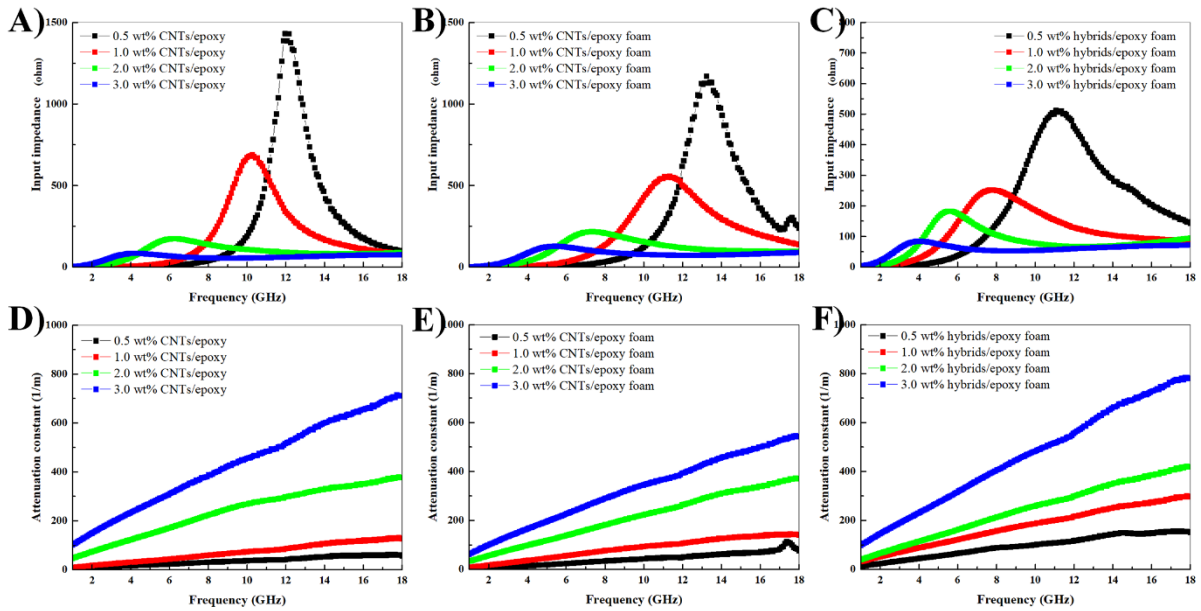 A)
1500
1000
500
0
Input impedance (ohm)
0.5 wt% CNTs/epoxy
1.0 wt% CNTs/epoxy
2.0 wt% CNTs/epoxy
3.0 wt% CNTs/epoxy
2 4 6 8 10 12 14 16 18
Frequency (GHz)
B)
1500
1000
500
0
Input impedance (ohm)
0.5 wt% CNTs/epoxy foam
1.0 wt% CNTs/epoxy foam
2.0 wt% CNTs/epoxy foam
3.0 wt% CNTs/epoxy foam
2 4 6 8 10 12 14 16 18
Frequency (GHz)
C)
800
750
700
650
600
550
500
450
400
350
300
250
200
150
100
50
0
Input impedance (ohm)
0.5 wt% hybrids/epoxy foam
1.0 wt% hybrids/epoxy foam
2.0 wt% hybrids/epoxy foam
3.0 wt% hybrids/epoxy foam
2 4 6 8 10 12 14 16 18
Frequency (GHz)
D)
1000
800
600
400
200
0
Attenuation constant (1/m)
0.5 wt% CNTs/epoxy
1.0 wt% CNTs/epoxy
2.0 wt% CNTs/epoxy
3.0 wt% CNTs/epoxy
2 4 6 8 10 12 14 16 18
Frequency (GHz)
E)
1000
800
600
400
200
0
Attenuation constant (1/m)
0.5 wt% CNTs/epoxy foam
1.0 wt% CNTs/epoxy foam
2.0 wt% CNTs/epoxy foam
3.0 wt% CNTs/epoxy foam
2 4 6 8 10 12 14 16 18
Frequency (GHz)
F)
1000
800
600
400
200
0
Attenuation constant (1/m)
0.5 wt% hybrids/epoxy foam
1.0 wt% hybrids/epoxy foam
2.0 wt% hybrids/epoxy foam
3.0 wt% hybrids/epoxy foam
2 4 6 8 10 12 14 16 18
Frequency (GHz)